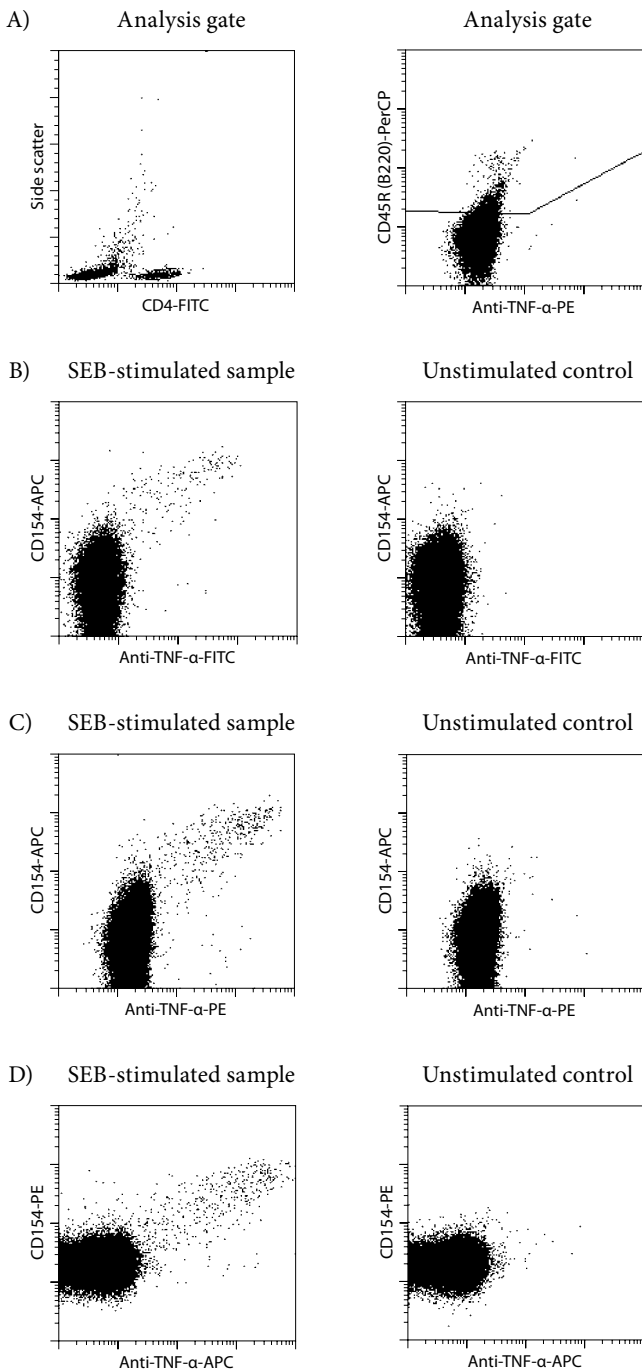 A) Analysis gate Analysis gate
Side scatter
CD45R (B220)-PerCP
CD4-FITC Anti-TNF-α-PE
B) SEB-stimulated sample Unstimulated control
CD154-APC
CD154-APC
Anti-TNF-α-FITC Anti-TNF-α-FITC
C) SEB-stimulated sample Unstimulated control
CD154-APC
CD154-APC
Anti-TNF-α-PE Anti-TNF-α-PE
D) SEB-stimulated sample Unstimulated control
CD154-PE
CD154-PE
Anti-TNF-α-APC Anti-TNF-α-APC